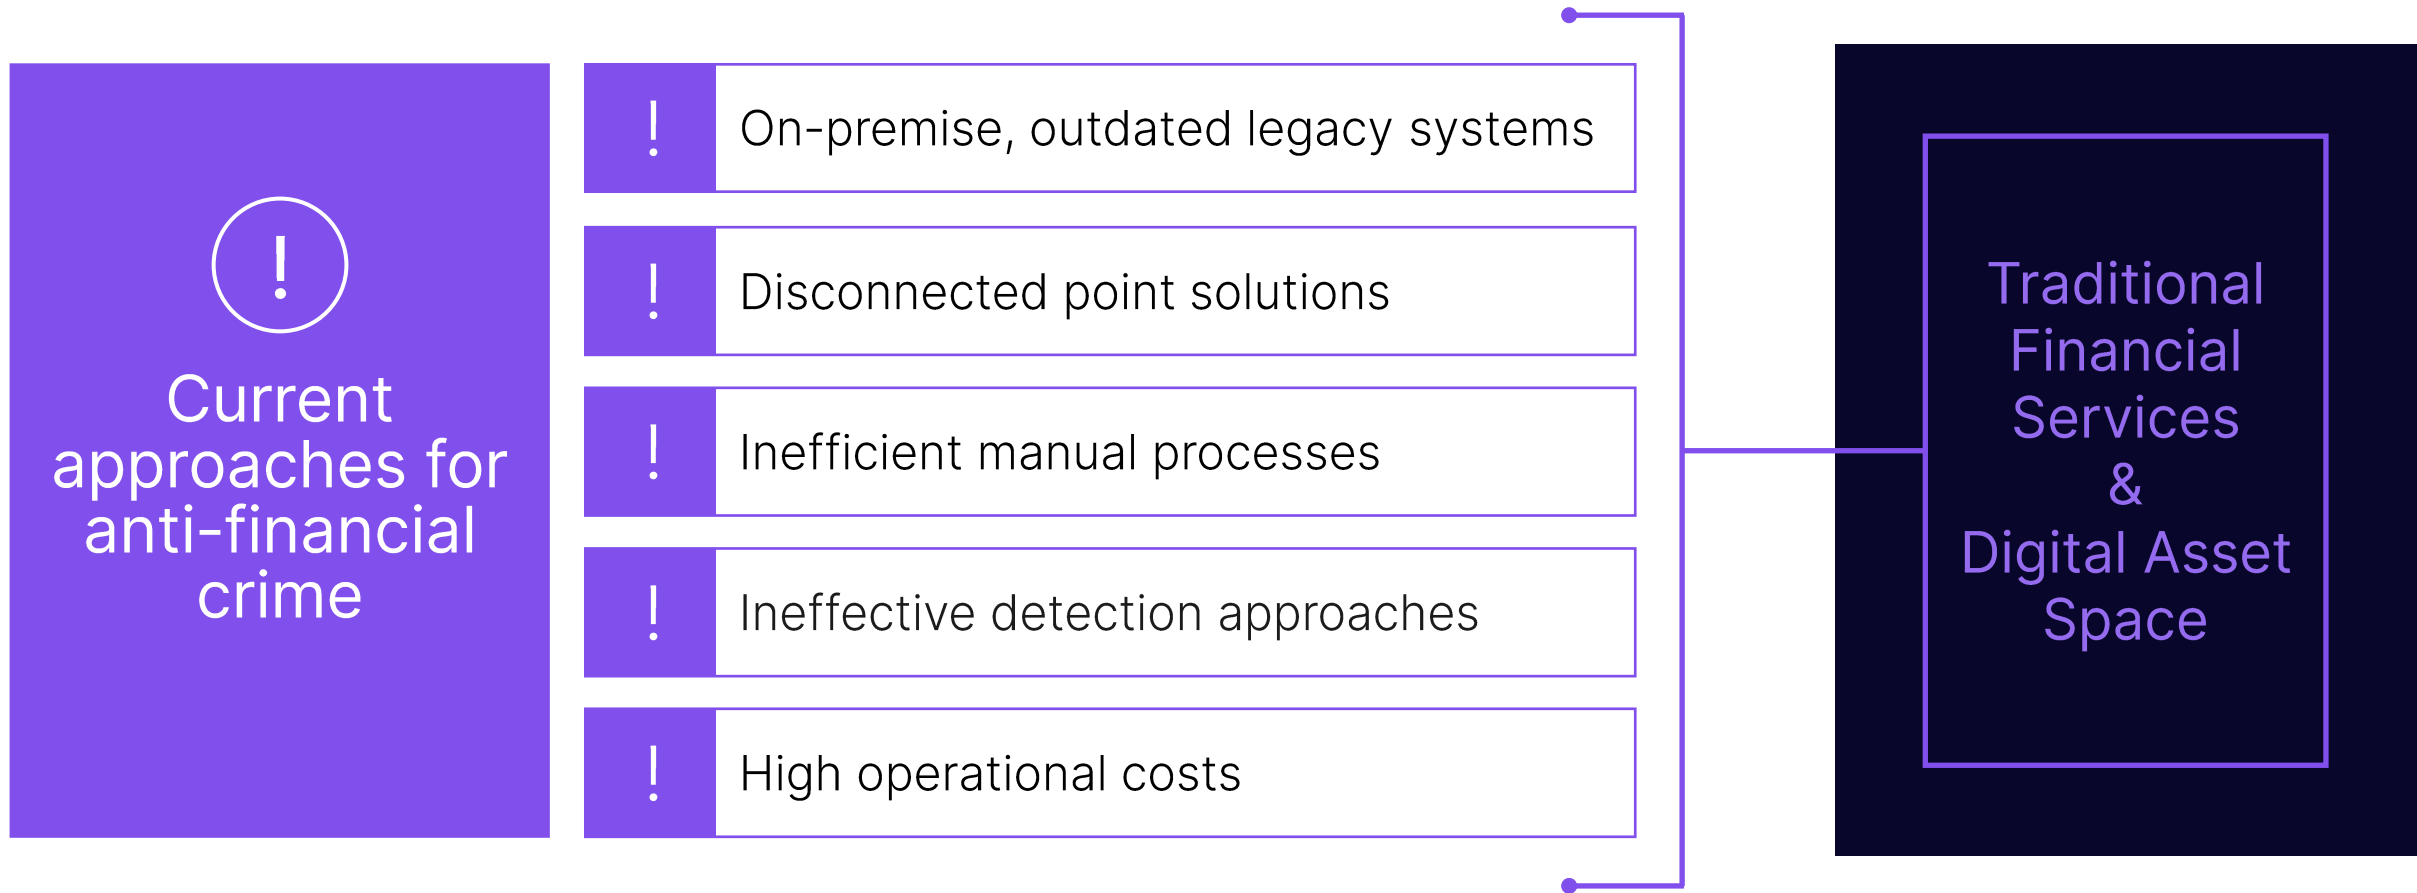 !
Current
approaches for
anti-financial
crime
! On-premise, outdated legacy systems
! Disconnected point solutions
! Inefficient manual processes
! Ineffective detection approaches
! High operational costs
Traditional
Financial
Services
&
Digital Asset
Space